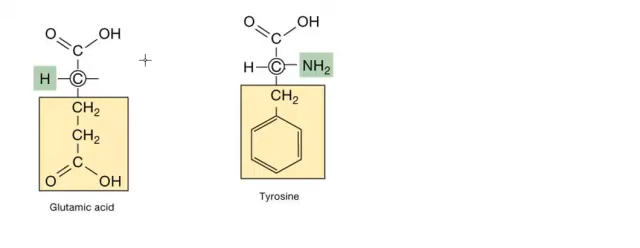 O OH
C
H C
CH2
CH2
C
O OH
Glutamic acid
O OH
C
H C NH2
CH2
Tyrosine